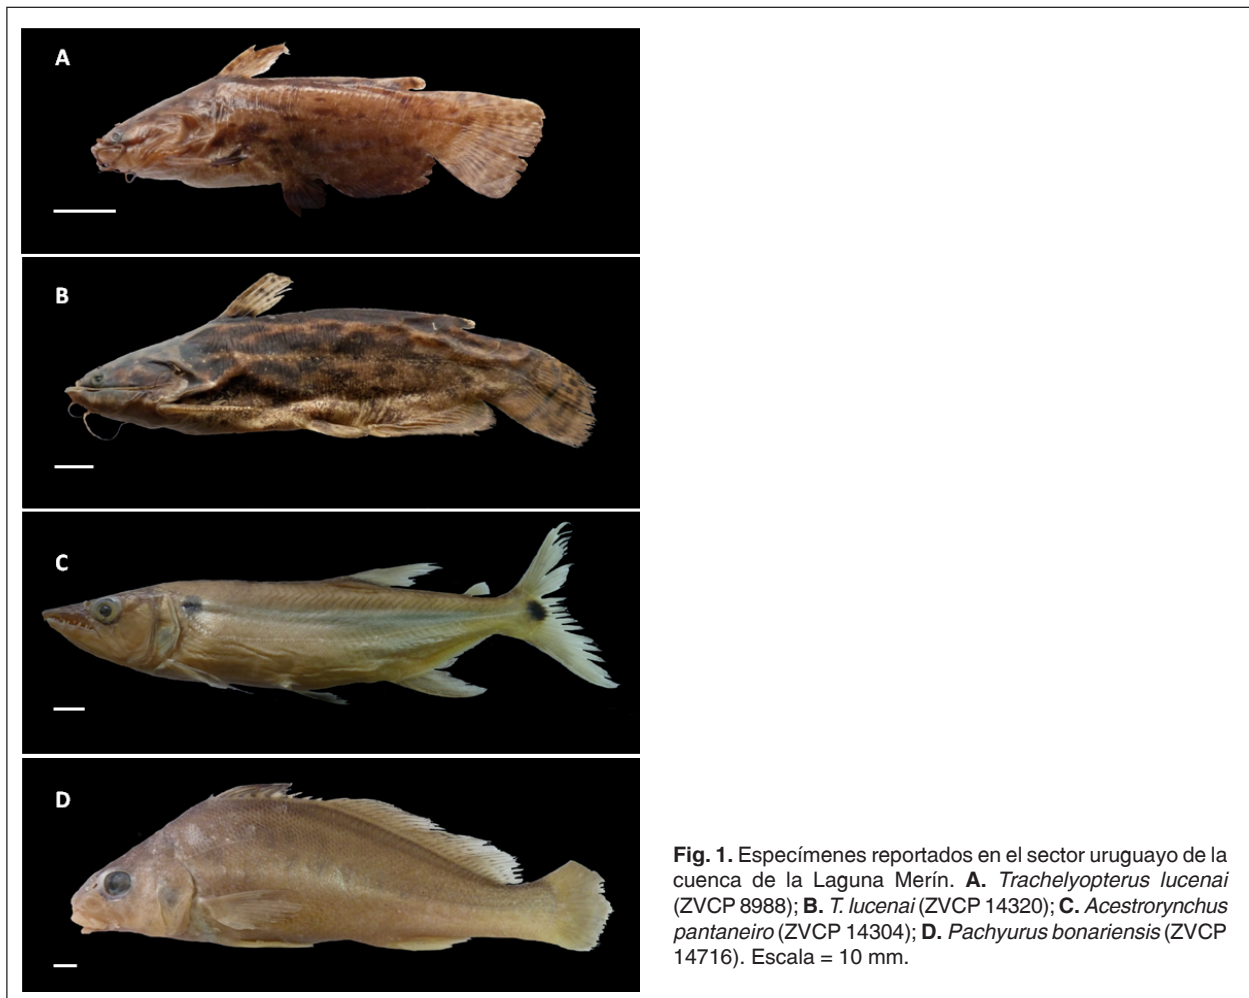 A
B
C
D
Fig. 1. Especímenes reportados en el sector uruguayo de la
cuenca de la Laguna Merín. A. Trachelyopterus lucenai
(ZVCP 8988); B. T. lucenai (ZVCP 14320); C. Acestrorynchus
pantaneiro (ZVCP 14304); D. Pachyurus bonariensis (ZVCP
14716). Escala = 10 mm.